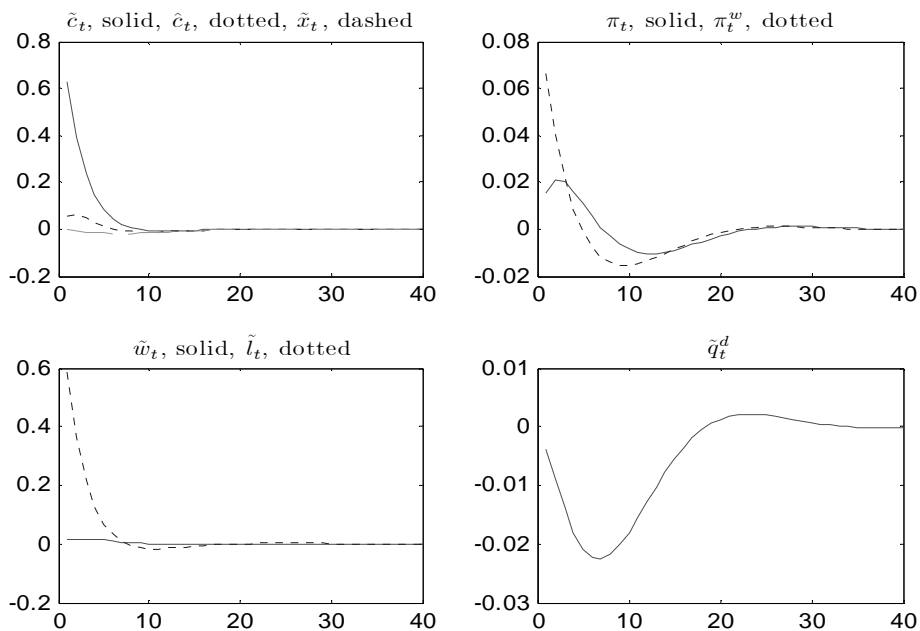 c̃_t, solid, ĉ_t, dotted, x̃_t, dashed
0.8
0.6
0.4
0.2
0
-0.2
0 10 20 30 40
π_t, solid, π_t^w, dotted
0.08
0.06
0.04
0.02
0
-0.02
0 10 20 30 40
w̃_t, solid, l̃_t, dotted
0.6
0.4
0.2
0
-0.2
0 10 20 30 40
q̃_t^d
0.01
0
-0.01
-0.02
-0.03
0 10 20 30 40